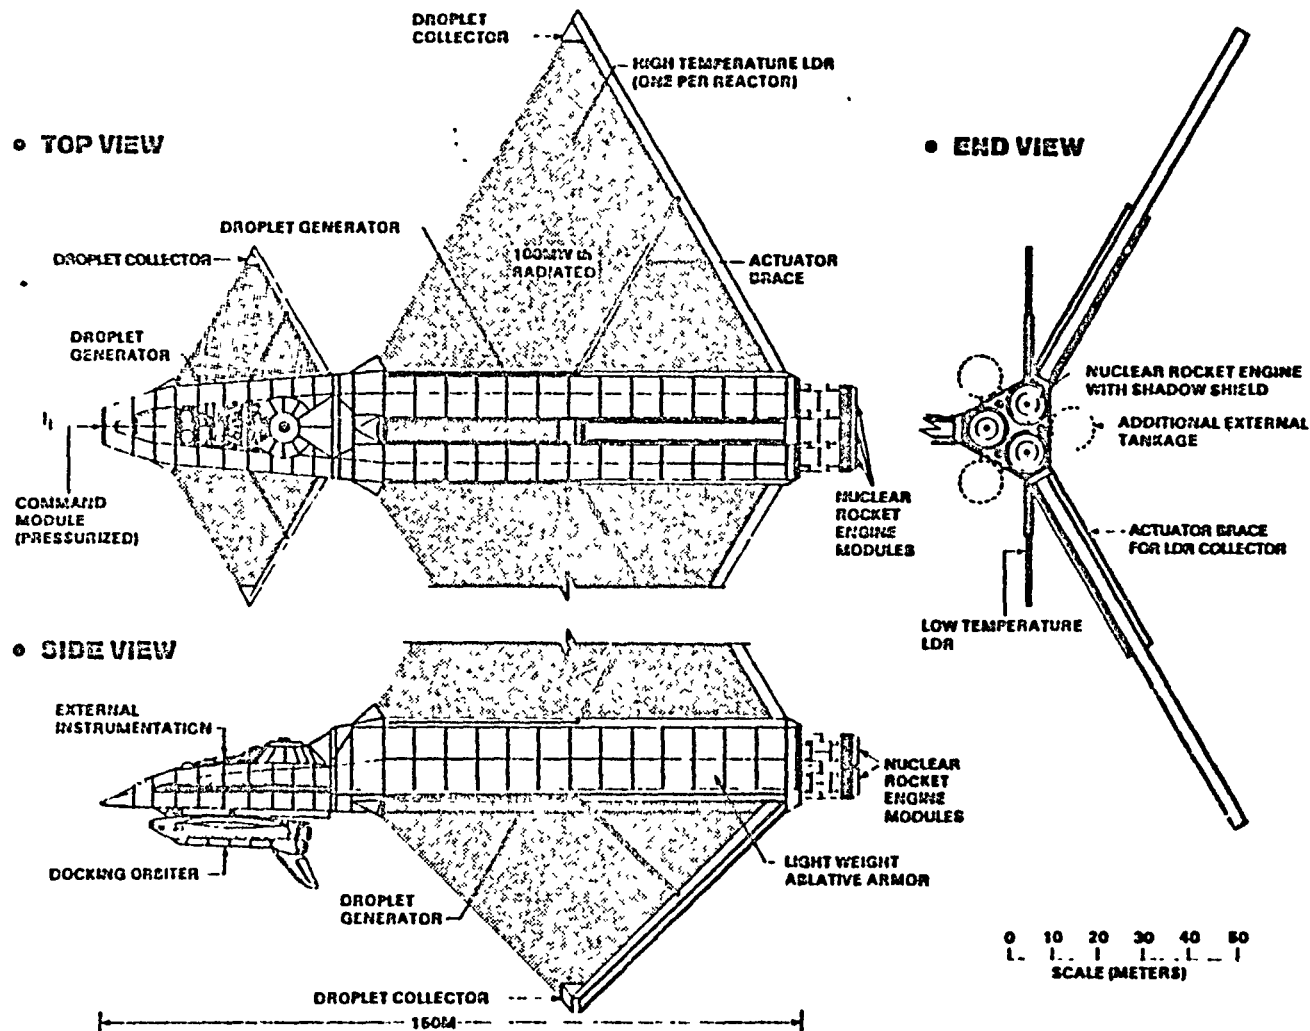 DROPLET
COLLECTOR
HIGH TEMPERATURE LDR
(ONE PER REACTOR)
• TOP VIEW
• END VIEW
DROPLET GENERATOR
DROPLET COLLECTOR
100MW th
RADIATED
ACTUATOR
BRACE
DROPLET
GENERATOR
NUCLEAR ROCKET ENGINE
WITH SHADOW SHIELD
ADDITIONAL EXTERNAL
TANKAGE
COMMAND
MODULE
(PRESSURIZED)
NUCLEAR
ROCKET
ENGINE
MODULES
ACTUATOR BRACE
FOR LDR COLLECTOR
LOW TEMPERATURE
LDR
• SIDE VIEW
EXTERNAL
INSTRUMENTATION
NUCLEAR
ROCKET
ENGINE
MODULES
DOCKING ORBITER
LIGHT WEIGHT
ABLATIVE ARMOR
DROPLET
GENERATOR
0 10 20 30 40 50
SCALE (METERS)
DROPLET COLLECTOR
150M